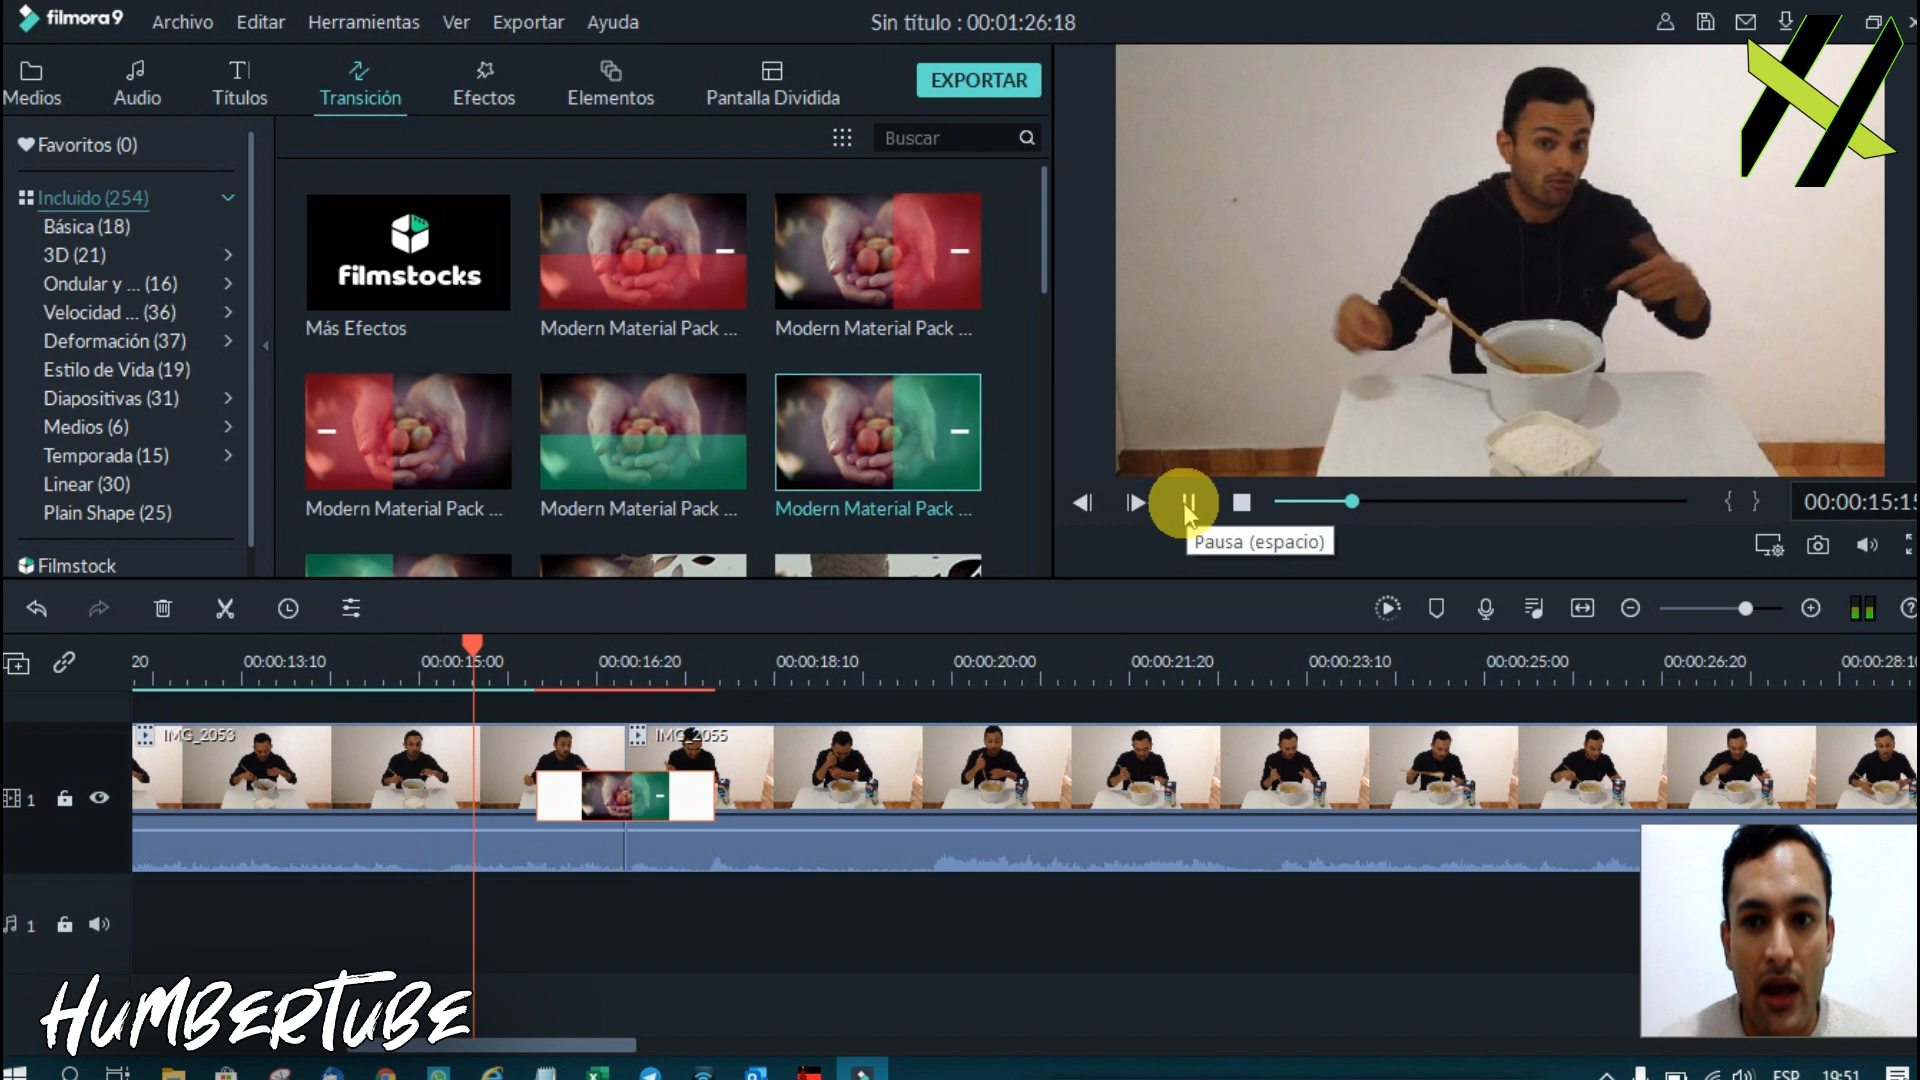 filmora9
Archivo
Editar
Herramientas
Ver
Exportar
Ayuda
Sin título : 00:01:26:18
Medios
Audio
Títulos
Transición
Efectos
Elementos
Pantalla Dividida
EXPORTAR
Favoritos (0)
Buscar
Incluido (254)
Básica (18)
3D (21)
Ondular y ... (16)
Velocidad ... (36)
Deformación (37)
Estilo de Vida (19)
Diapositivas (31)
Medios (6)
Temporada (15)
Linear (30)
Plain Shape (25)
Filmstock
filmstocks
Más Efectos
Modern Material Pack ...
Modern Material Pack ...
Modern Material Pack ...
Modern Material Pack ...
Modern Material Pack ...
00:00:15:15
Pausa (espacio)
20
00:00:13:10
00:00:15:00
00:00:16:20
00:00:18:10
00:00:20:00
00:00:21:20
00:00:23:10
00:00:25:00
00:00:26:20
00:00:28:1
IMG_2053
IMG_2055
1
1
HUMBERTUBE
ESP
19:51